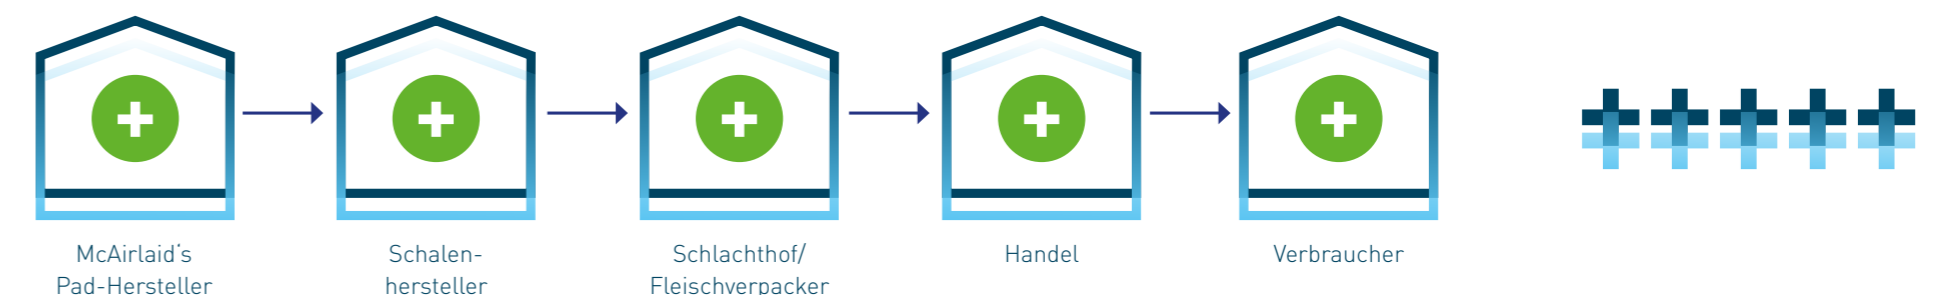 McAirlaid‘s
Pad-Hersteller
Schalen-
hersteller
Schlachthof/
Fleischverpacker
Handel
Verbraucher